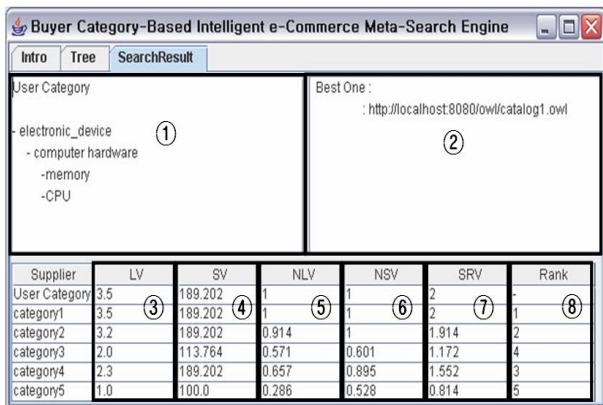 Buyer Category-Based Intelligent e-Commerce Meta-Search Engine
Intro Tree SearchResult
User Category
- electronic_device
- computer hardware
-memory
-CPU
①
Best One :
: http://localhost:8080/owl/catalog1.owl
②
Supplier LV SV NLV NSV SRV Rank
User Category 3.5 189.202 1 1 2 -
category1 3.5 189.202 1 1 2 1
category2 3.2 189.202 0.914 1 1.914 2
category3 2.0 113.764 0.571 0.601 1.172 4
category4 2.3 189.202 0.657 0.895 1.552 3
category5 1.0 100.0 0.286 0.528 0.814 5
③ ④ ⑤ ⑥ ⑦ ⑧